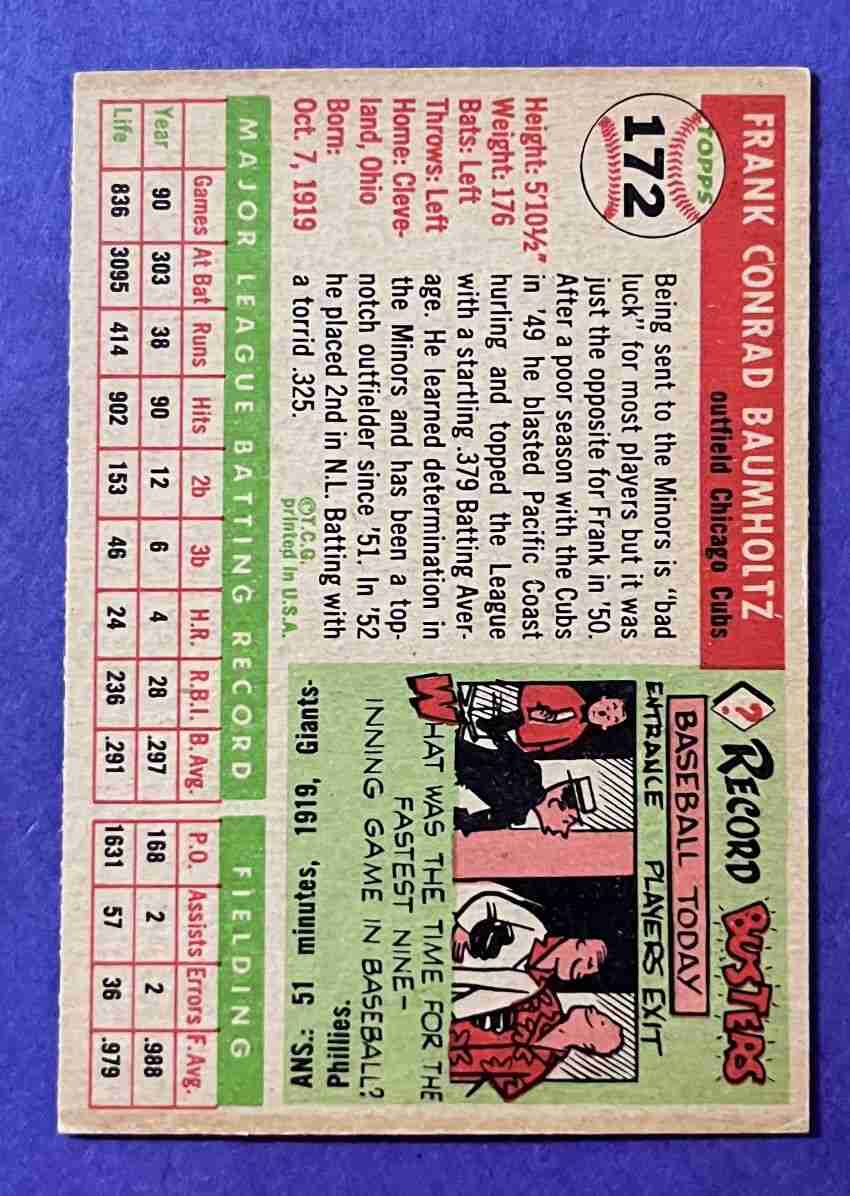 FRANK CONRAD BAUMHOLTZ
outfield Chicago Cubs
TOPPS
172
Height: 5'10½"
Weight: 176
Bats: Left
Throws: Left
Home: Cleve-
land, Ohio
Born:
Oct. 7, 1919
Being sent to the Minors is "bad
luck" for most players but it was
just the opposite for Frank in '50.
After a poor season with the Cubs
in '49 he blasted Pacific Coast
hurling and topped the League
with a startling .379 Batting Aver-
age. He learned determination in
the Minors and has been a top-
notch outfielder since '51. In '52
he placed 2nd in N.L. Batting with
a torrid .325.
©T.C.G.
printed in U.S.A.
? RECORD BUSTERS
BASEBALL TODAY
ENTRANCE PLAYERS EXIT
WHAT WAS THE TIME FOR THE
FASTEST NINE-
INNING GAME IN BASEBALL?
ANS.: 51 minutes, 1919, Giants-
Phillies.
MAJOR LEAGUE BATTING RECORD FIELDING
Games At Bat Runs Hits 2b 3b H.R. R.B.I. B.Avg. P.O. Assists Errors F.Avg.
Year 90 303 38 90 12 6 4 28 .297 168 2 2 .988
Life 836 3095 414 902 153 46 24 236 .291 1631 57 36 .979